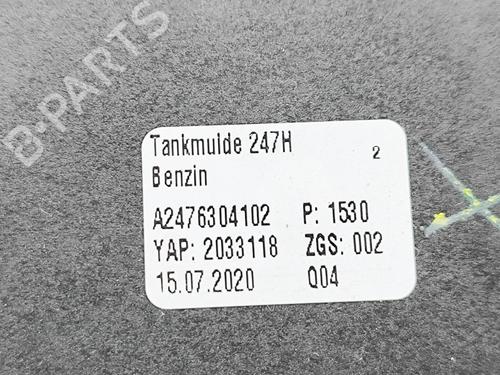 B-PARTS
Tankmulde 247H 2
Benzin
A2476304102 P: 1530
YAP: 2033118 ZGS: 002
15.07.2020 Q04